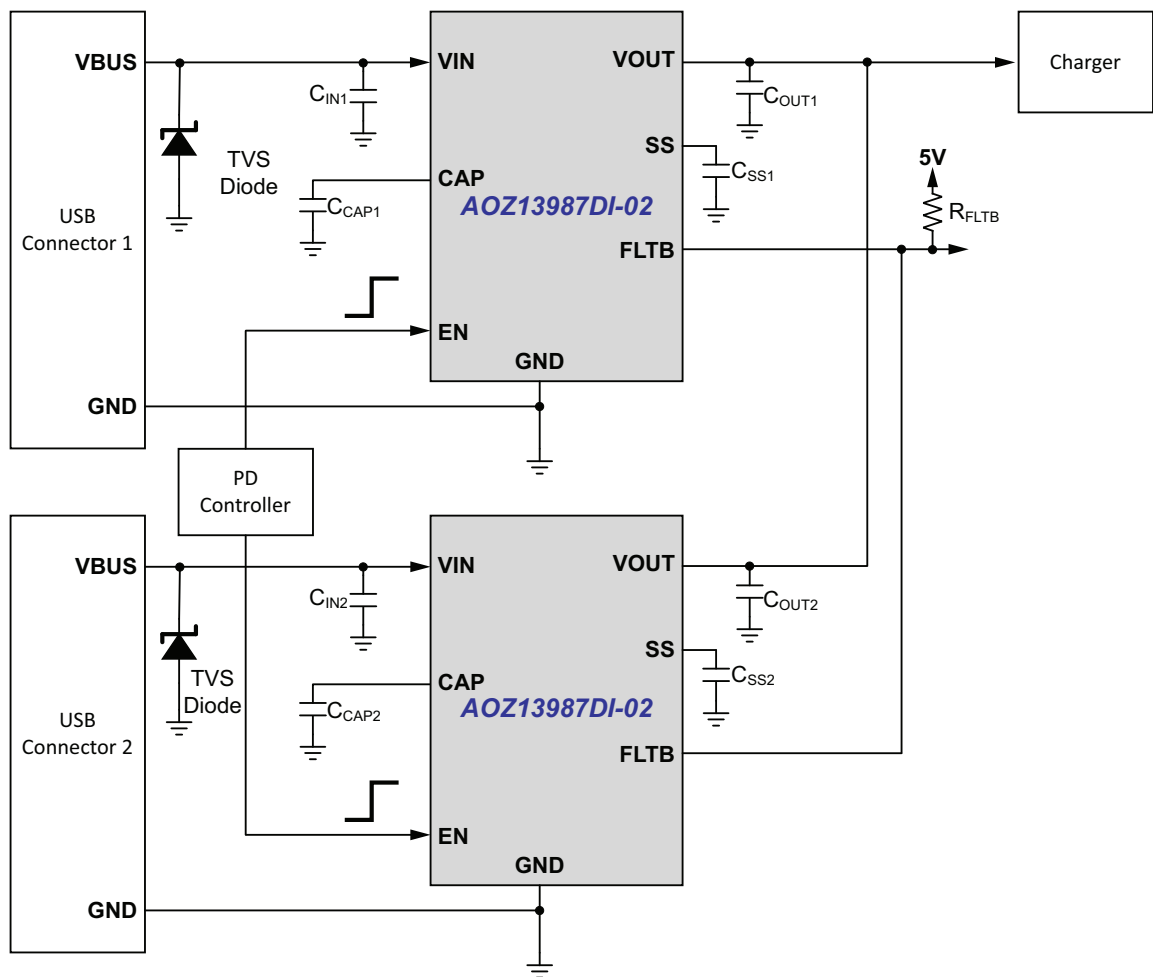 VBUS
VIN
VOUT
Charger
CIN1
COUT1
TVS
Diode
SS
CSS1
5V
RFLTB
CAP
CCAP1
AOZ13987DI-02
USB
Connector 1
FLTB
EN
GND
GND
PD
Controller
VBUS
VIN
VOUT
CIN2
COUT2
TVS
Diode
SS
CSS2
CAP
CCAP2
AOZ13987DI-02
USB
Connector 2
FLTB
EN
GND
GND